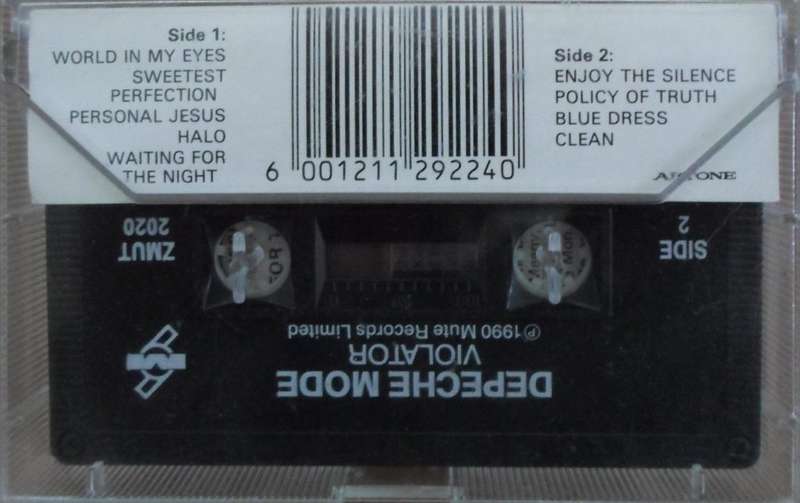 Side 1:
WORLD IN MY EYES
SWEETEST
PERFECTION
PERSONAL JESUS
HALO
WAITING FOR
THE NIGHT
6 001211 292240
Side 2:
ENJOY THE SILENCE
POLICY OF TRUTH
BLUE DRESS
CLEAN
ARTONE
ZMUT
2020
SIDE
2
℗1990 Mute Records Limited
VIOLATOR
DEPECHE MODE